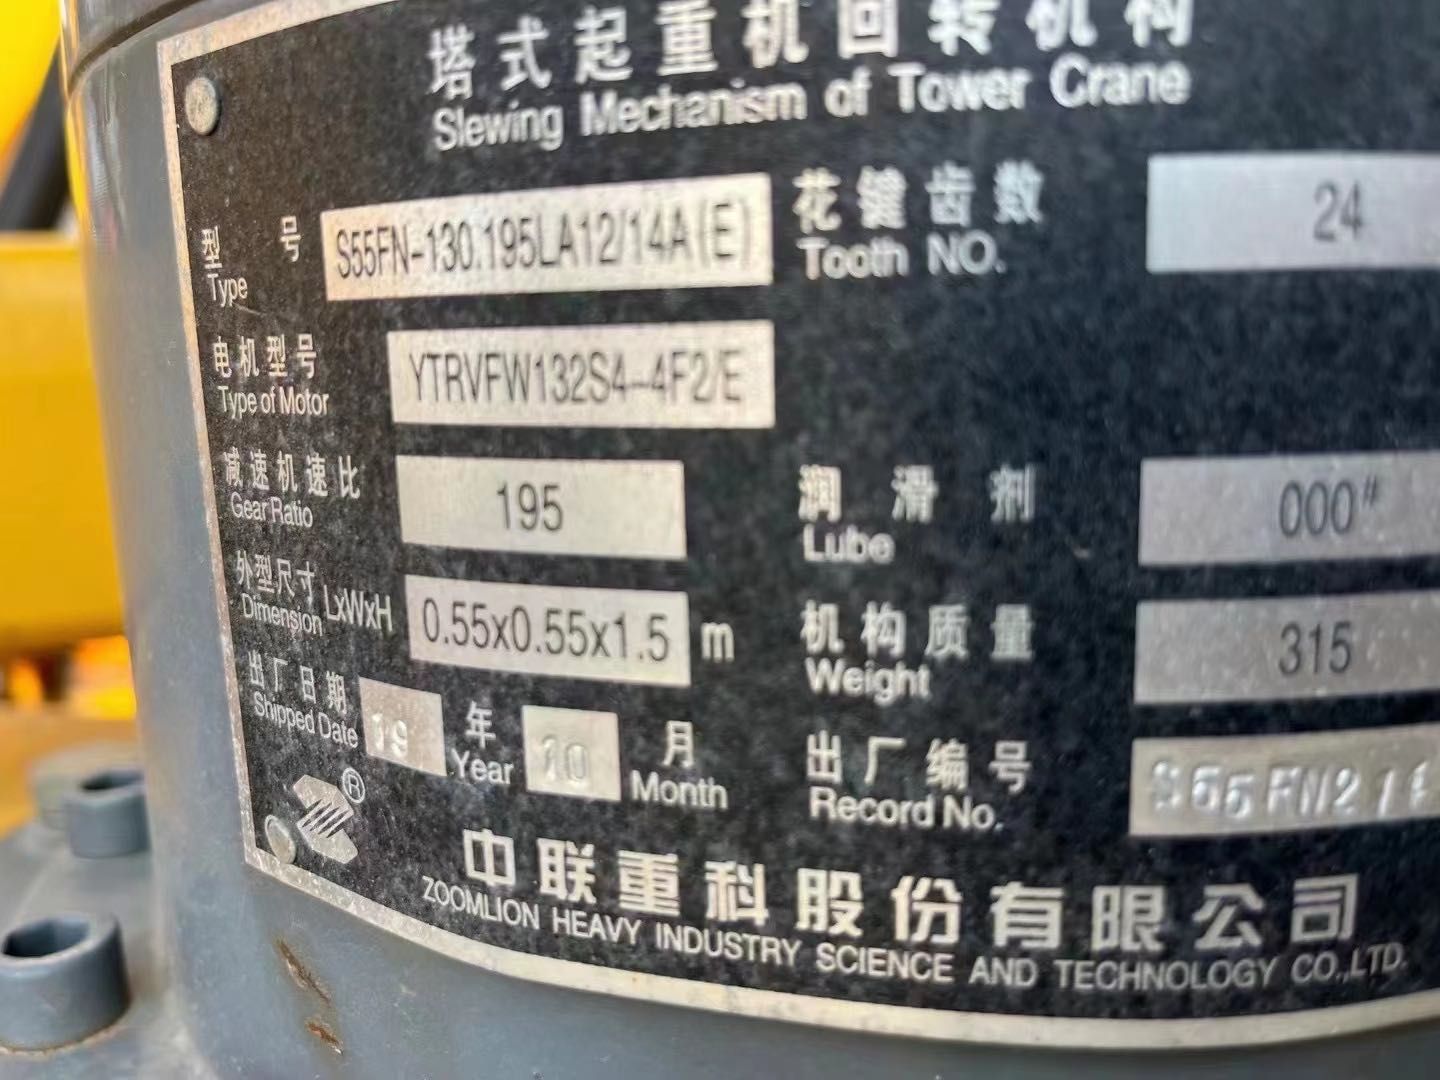 塔式起重机回转机构
Slewing Mechanism of Tower Crane
型 号 S55FN-130.195LA12/14A(E)
Type
花键齿数 24
Tooth NO.
电机型号 YTRVFW132S4-4F2/E
Type of Motor
减速机速比 195
Gear Ratio
润滑剂 000#
Lube
外型尺寸 LxWxH 0.55x0.55x1.5 m
Dimension
机构质量 315
Weight
出厂日期 19 年 10 月
Shipped Date Year Month
出厂编号
Record No.
®
中联重科股份有限公司
ZOOMLION HEAVY INDUSTRY SCIENCE AND TECHNOLOGY CO.,LTD.